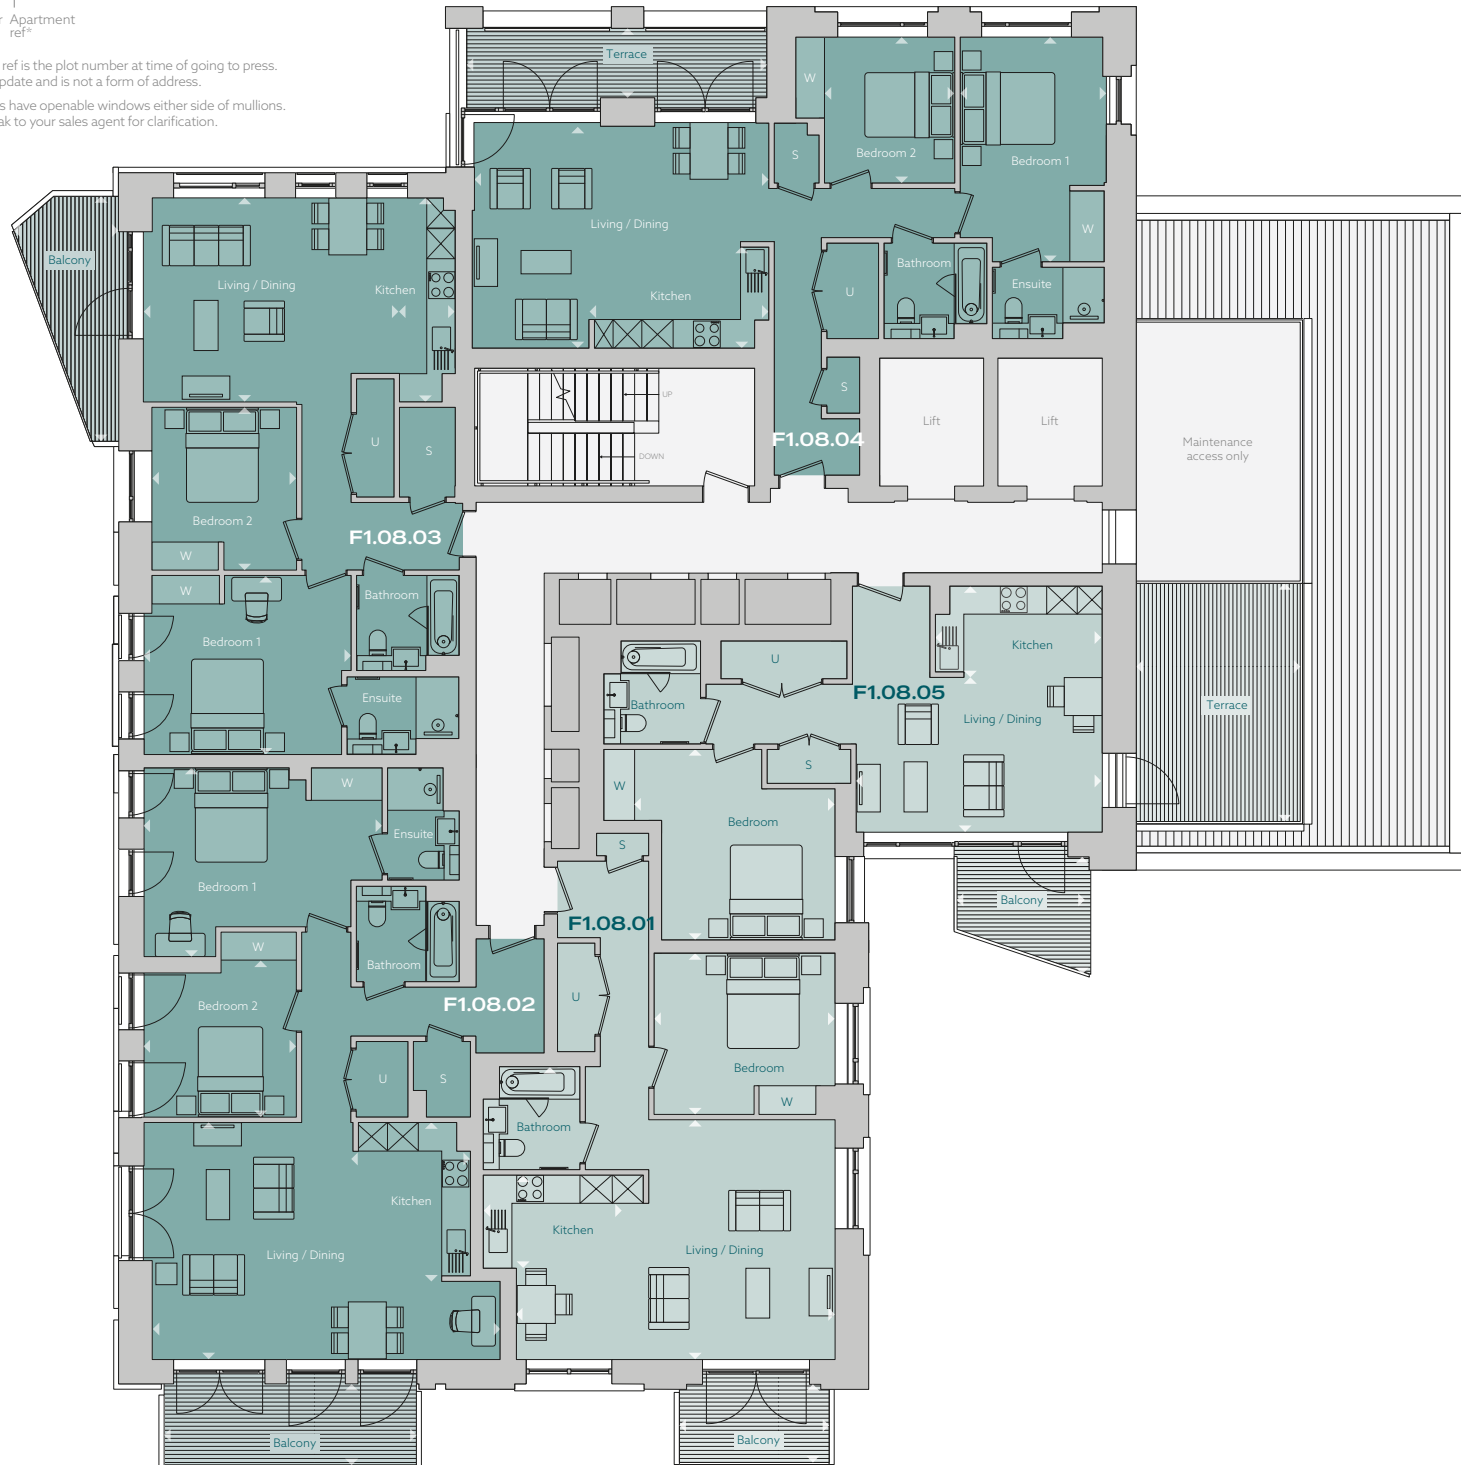 Apartment
ref*
ref is the plot number at time of going to press.
pdate and is not a form of address.
s have openable windows either side of mullions.
ak to your sales agent for clarification.
Terrace
W
Bedroom 2
Bedroom 1
S
Living / Dining
W
Balcony
Living / Dining
Kitchen
Kitchen
Bathroom
Ensuite
U
UP
S
Lift
Lift
Maintenance
access only
U
S
F1.08.04
DOWN
Bedroom 2
F1.08.03
W
W
Bathroom
Bedroom 1
Kitchen
U
Ensuite
Bathroom
F1.08.05
Terrace
Living / Dining
S
W
W
Bedroom
Ensuite
S
Bedroom 1
Balcony
F1.08.01
W
Bathroom
F1.08.02
U
Bedroom 2
Bedroom
U
S
W
Bathroom
Kitchen
Kitchen
Living / Dining
Living / Dining
Balcony
Balcony